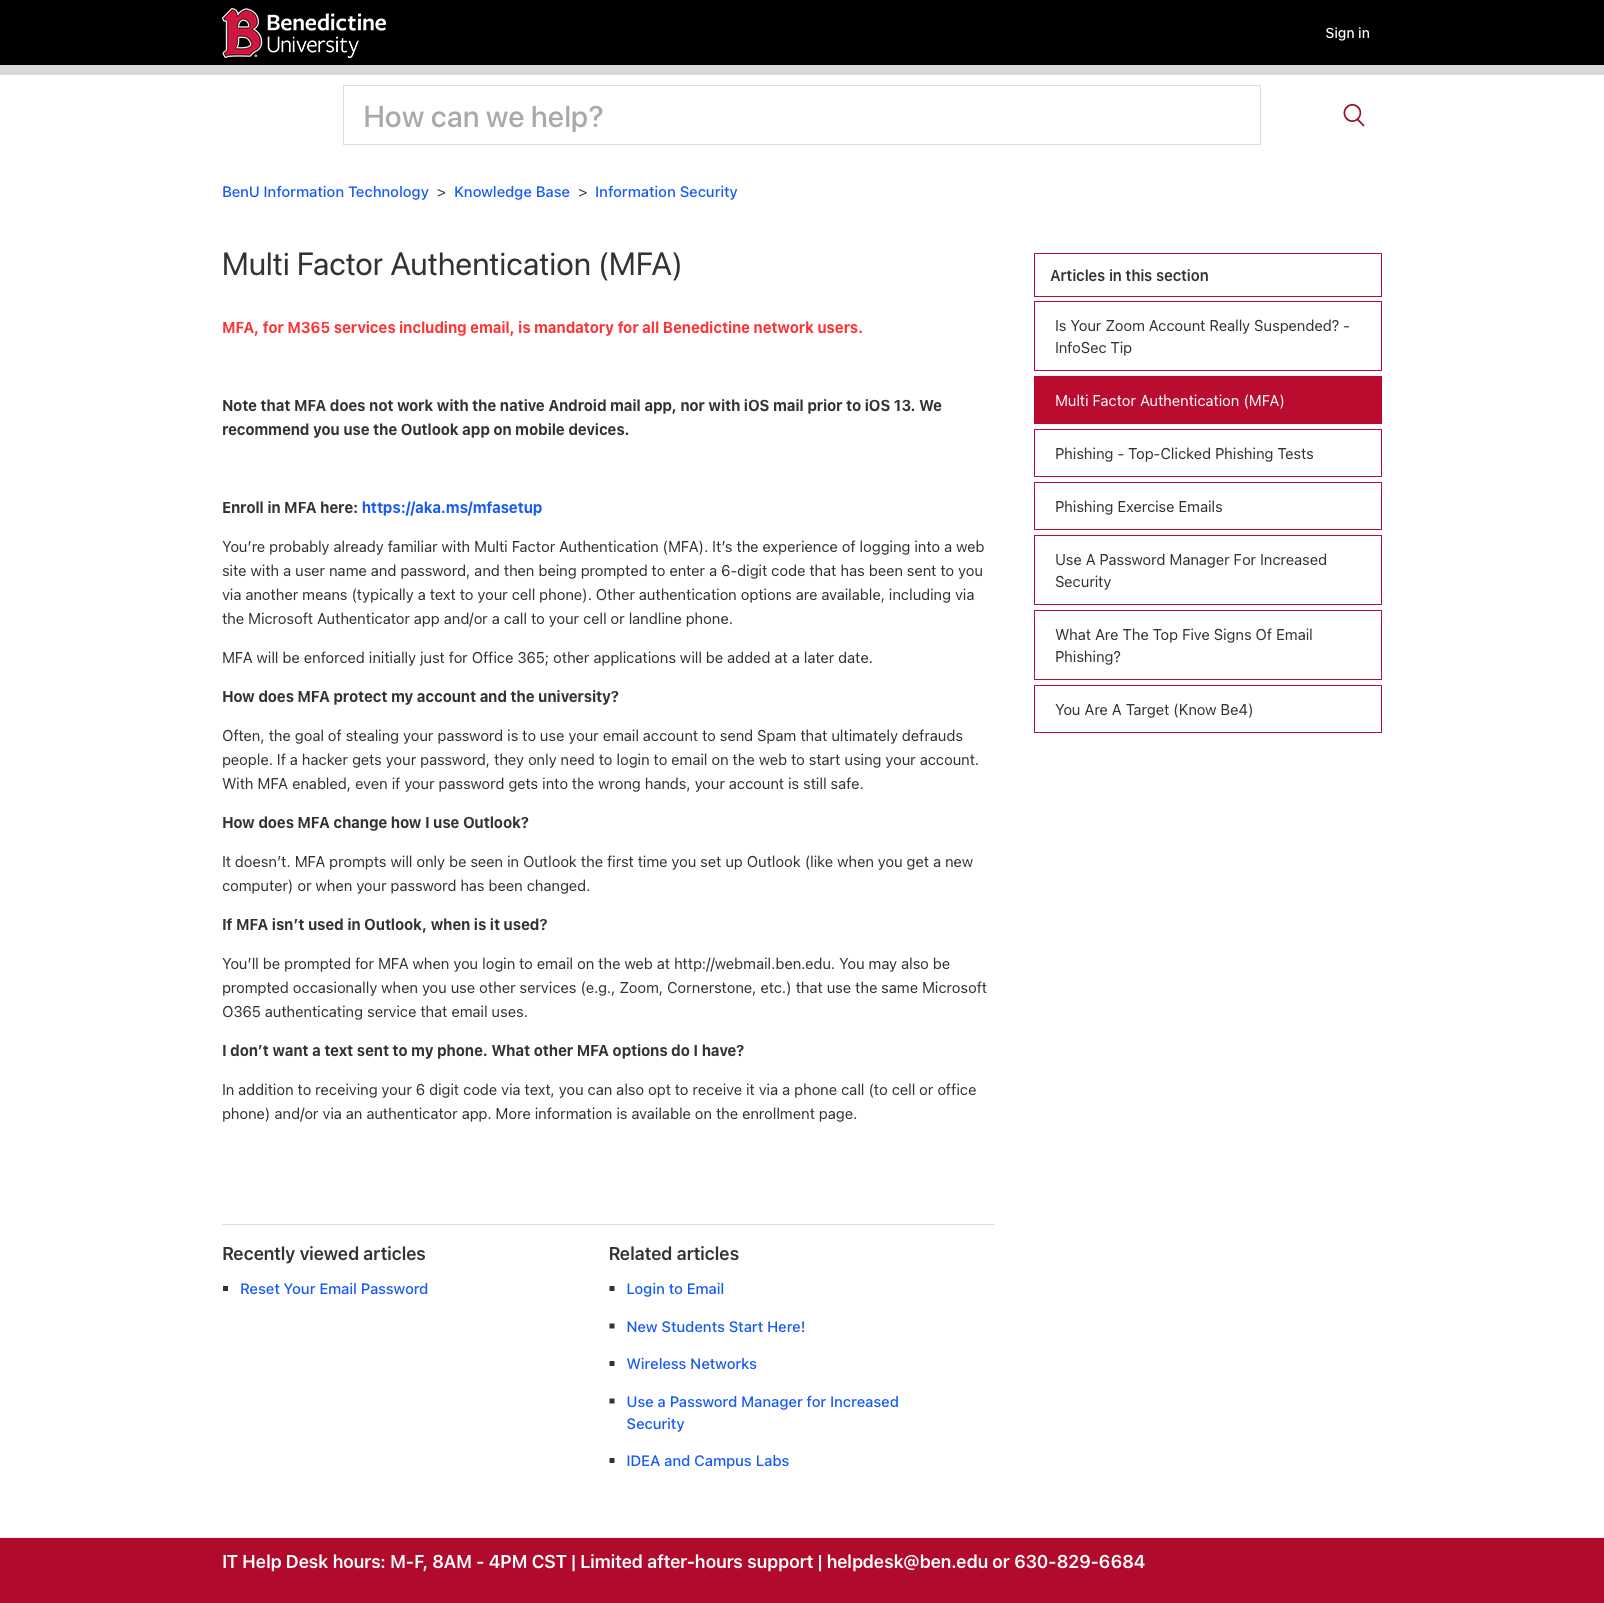 Benedictine
University
Sign in
How can we help?
BenU Information Technology > Knowledge Base > Information Security
Multi Factor Authentication (MFA)
MFA, for M365 services including email, is mandatory for all Benedictine network users.
Note that MFA does not work with the native Android mail app, nor with iOS mail prior to iOS 13. We
recommend you use the Outlook app on mobile devices.
Enroll in MFA here: https://aka.ms/mfasetup
You’re probably already familiar with Multi Factor Authentication (MFA). It’s the experience of logging into a web
site with a user name and password, and then being prompted to enter a 6-digit code that has been sent to you
via another means (typically a text to your cell phone). Other authentication options are available, including via
the Microsoft Authenticator app and/or a call to your cell or landline phone.
MFA will be enforced initially just for Office 365; other applications will be added at a later date.
How does MFA protect my account and the university?
Often, the goal of stealing your password is to use your email account to send Spam that ultimately defrauds
people. If a hacker gets your password, they only need to login to email on the web to start using your account.
With MFA enabled, even if your password gets into the wrong hands, your account is still safe.
How does MFA change how I use Outlook?
It doesn’t. MFA prompts will only be seen in Outlook the first time you set up Outlook (like when you get a new
computer) or when your password has been changed.
If MFA isn’t used in Outlook, when is it used?
You’ll be prompted for MFA when you login to email on the web at http://webmail.ben.edu. You may also be
prompted occasionally when you use other services (e.g., Zoom, Cornerstone, etc.) that use the same Microsoft
O365 authenticating service that email uses.
I don’t want a text sent to my phone. What other MFA options do I have?
In addition to receiving your 6 digit code via text, you can also opt to receive it via a phone call (to cell or office
phone) and/or via an authenticator app. More information is available on the enrollment page.
Articles in this section
Is Your Zoom Account Really Suspended? -
InfoSec Tip
Multi Factor Authentication (MFA)
Phishing - Top-Clicked Phishing Tests
Phishing Exercise Emails
Use A Password Manager For Increased
Security
What Are The Top Five Signs Of Email
Phishing?
You Are A Target (Know Be4)
Recently viewed articles
Reset Your Email Password
Related articles
Login to Email
New Students Start Here!
Wireless Networks
Use a Password Manager for Increased
Security
IDEA and Campus Labs
IT Help Desk hours: M-F, 8AM - 4PM CST | Limited after-hours support | helpdesk@ben.edu or 630-829-6684